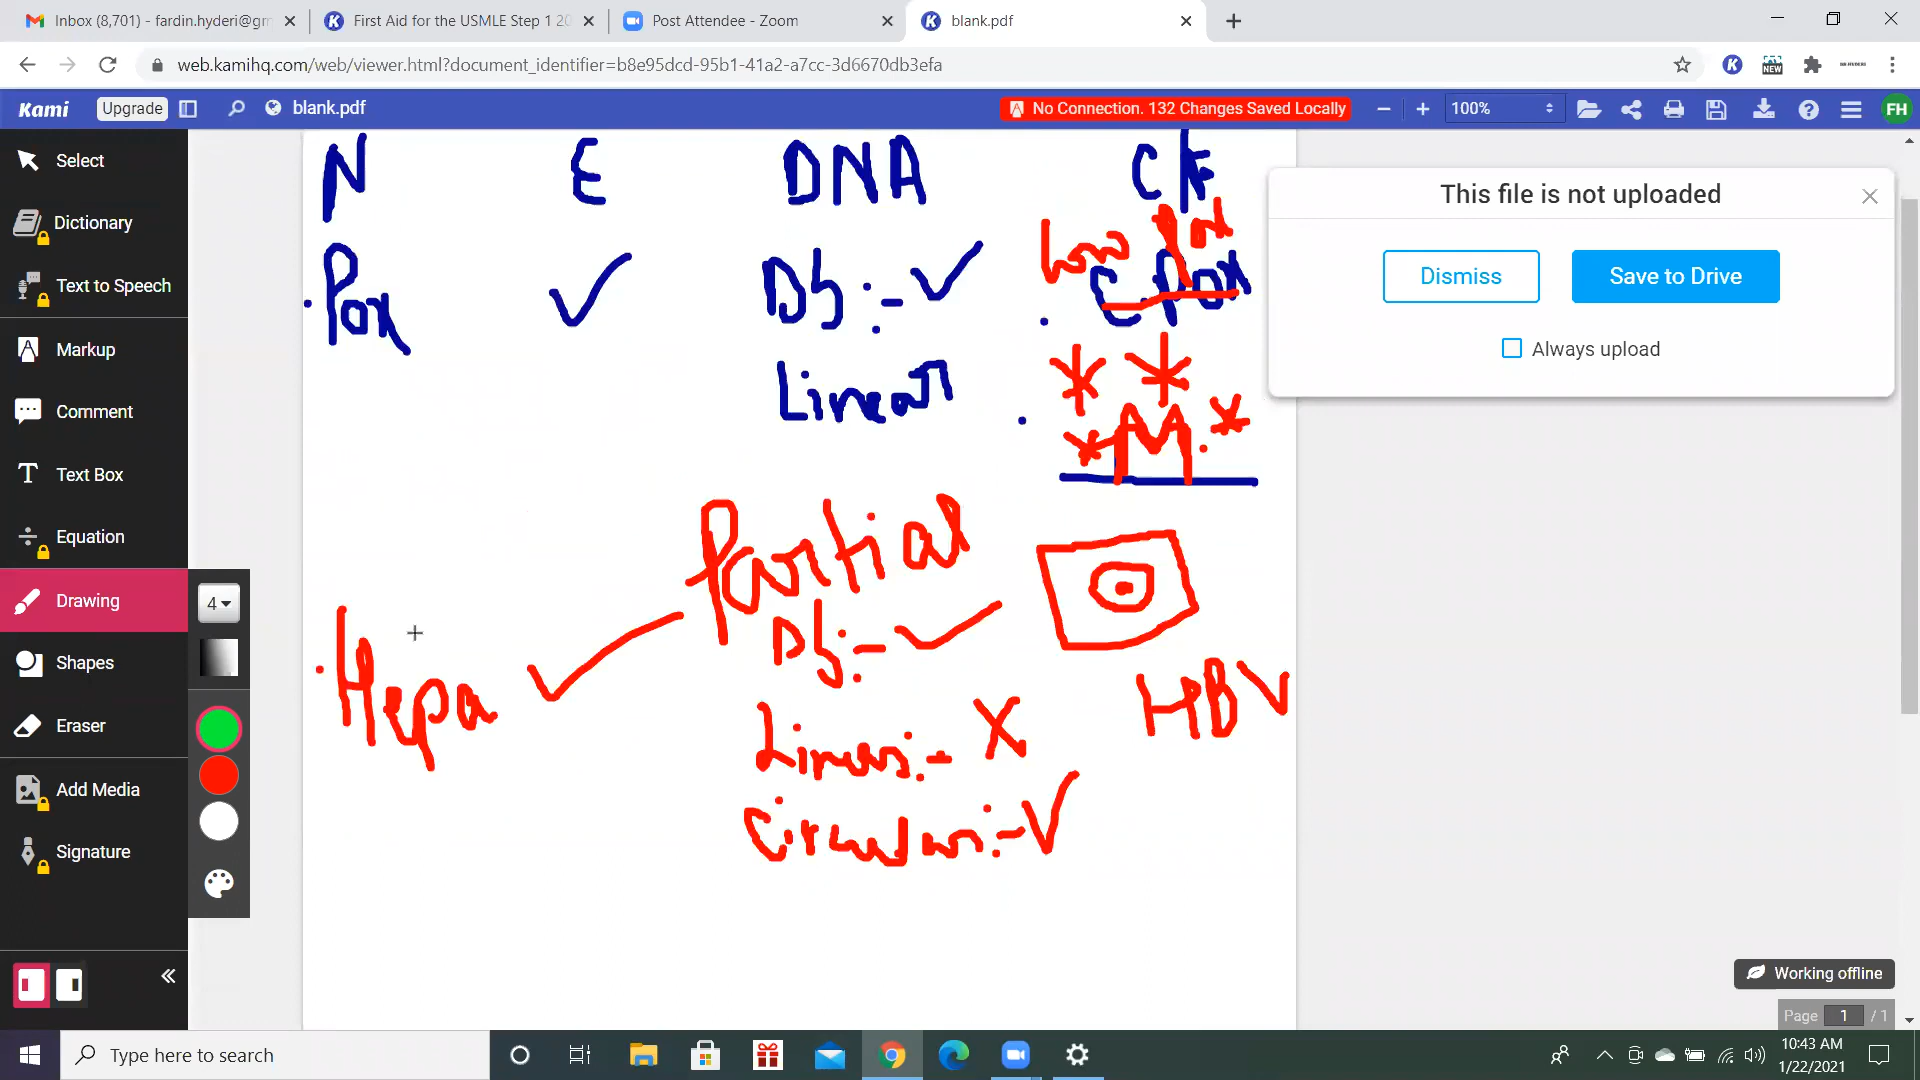 Inbox (8,701) - fardin.hyderi@gm
First Aid for the USMLE Step 1 20
Post Attendee - Zoom
blank.pdf
web.kamihq.com/web/viewer.html?document_identifier=b8e95dcd-95b1-41a2-a7cc-3d6670db3efa
NEW
Kami
Upgrade
blank.pdf
No Connection. 132 Changes Saved Locally
100%
FH
Select
Dictionary
Text to Speech
Markup
Comment
Text Box
Equation
Drawing
Shapes
Eraser
Add Media
Signature
4
N E DNA
Pox Ds:-
C. Pox
Linear
M
Partial
Hepa Ds:-
HBV
Linear:- X
Circular:-
This file is not uploaded
Dismiss
Save to Drive
Always upload
Working offline
Page 1 / 1
Type here to search
10:43 AM
1/22/2021